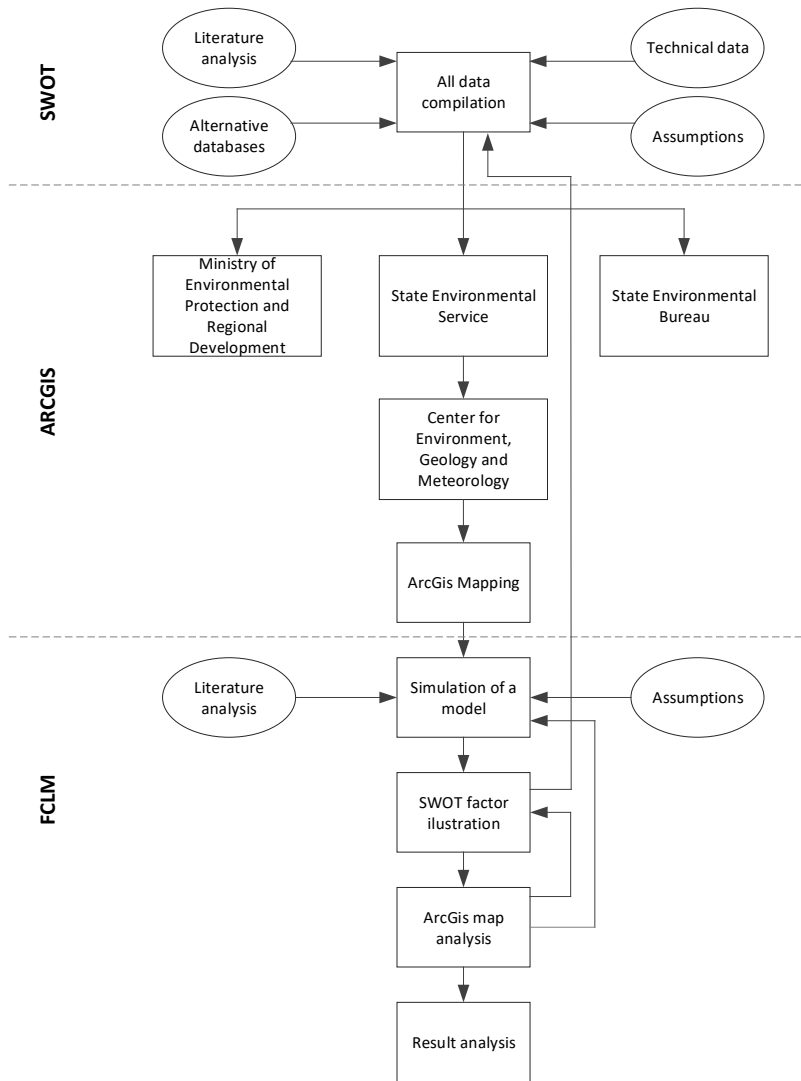 SWOT
Literature
analysis
Alternative
databases
All data
compilation
Technical data
Assumptions
ARCGIS
Ministry of
Environmental
Protection and
Regional
Development
State Environmental
Service
State Environmental
Bureau
Center for
Environment,
Geology and
Meteorology
ArcGis Mapping
FCLM
Literature
analysis
Simulation of a
model
Assumptions
SWOT factor
ilustration
ArcGis map
analysis
Result analysis